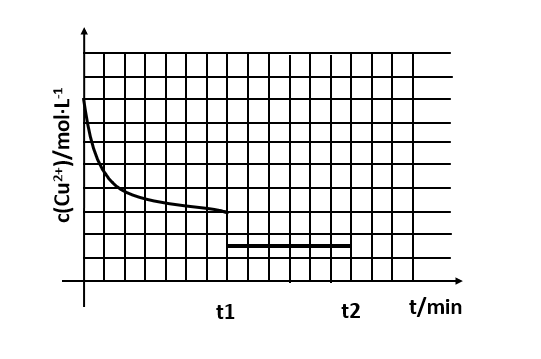 c(Cu²⁺)/mol·L⁻¹
t1
t2
t/min